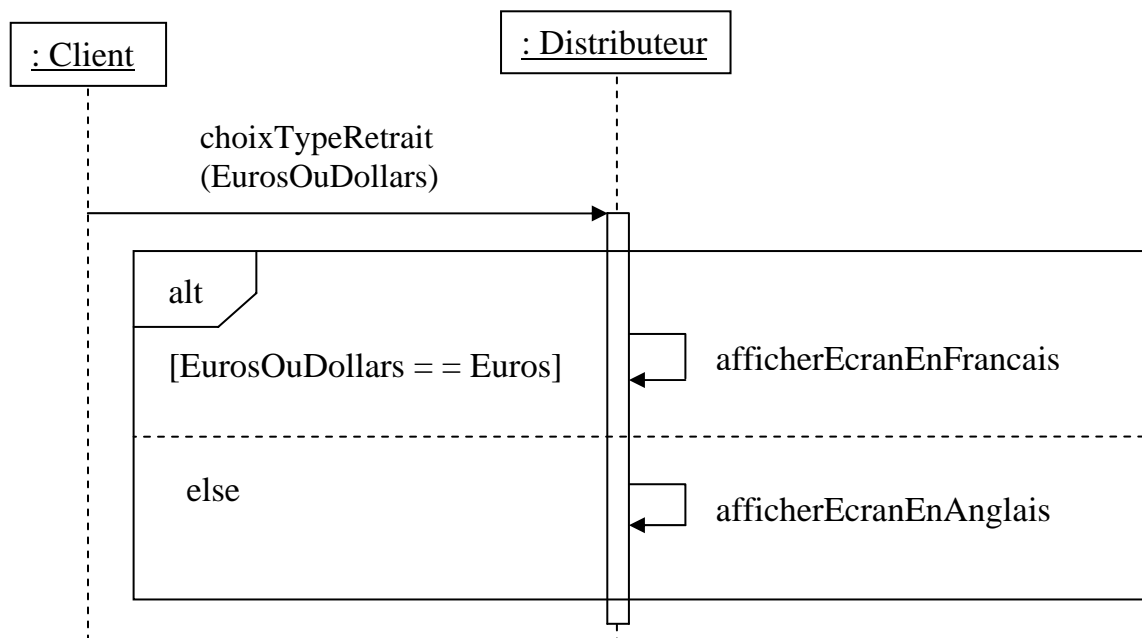 : Client
: Distributeur
choixTypeRetrait
(EurosOuDollars)
alt
[EurosOuDollars = = Euros]
afficherEcranEnFrancais
else
afficherEcranEnAnglais